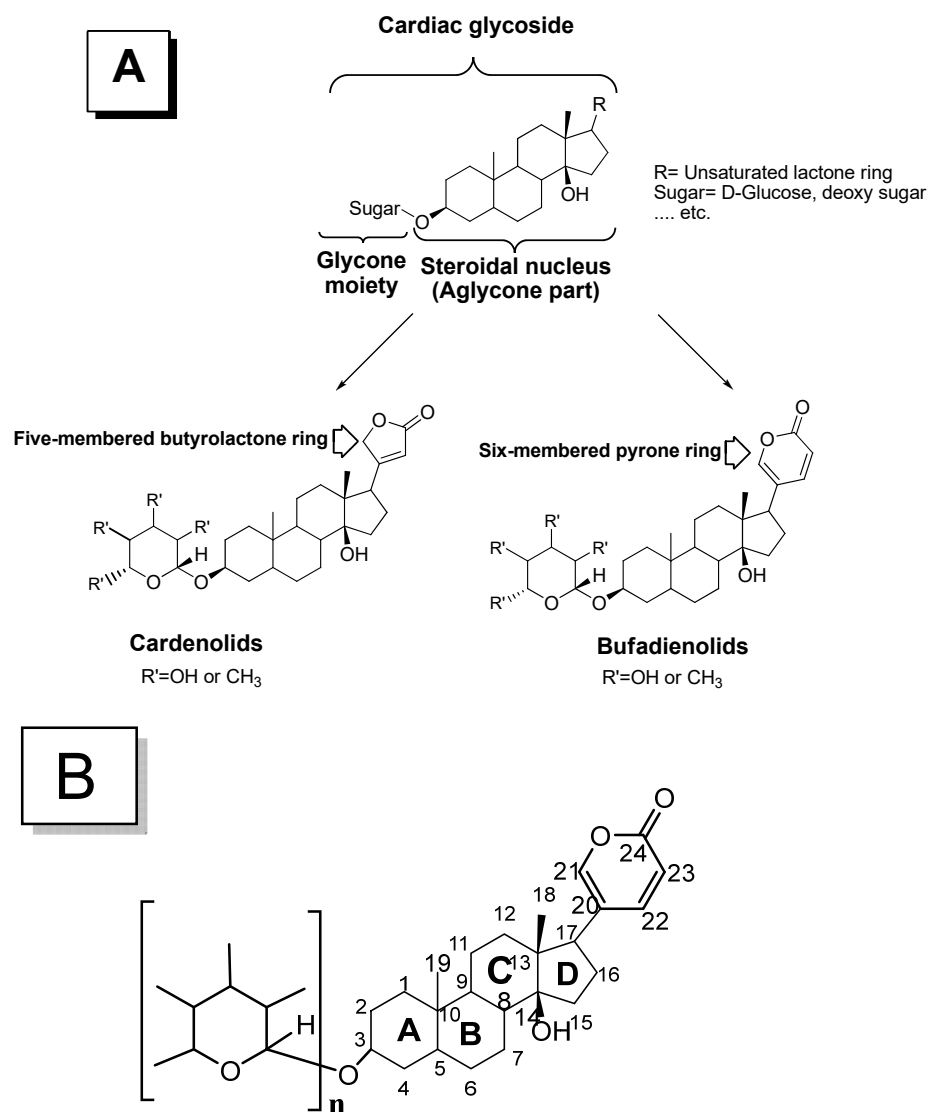 A
Cardiac glycoside
R
OH
Sugar
O
R= Unsaturated lactone ring
Sugar= D-Glucose, deoxy sugar
.... etc.
Glycone
moiety
Steroidal nucleus
(Aglycone part)
Five-membered butyrolactone ring
O
O
R'
R'
R'
R'
H
O
O
OH
Cardenolids
R'=OH or CH3
Six-membered pyrone ring
O
O
R'
R'
R'
R'
H
O
O
OH
Bufadienolids
R'=OH or CH3
B
O
O
24
21
23
20
22
18
12
17
11
C
13
D
16
19
1
9
8
14
OH
15
2
10
A
B
H
3
5
7
O
O
4
6
n